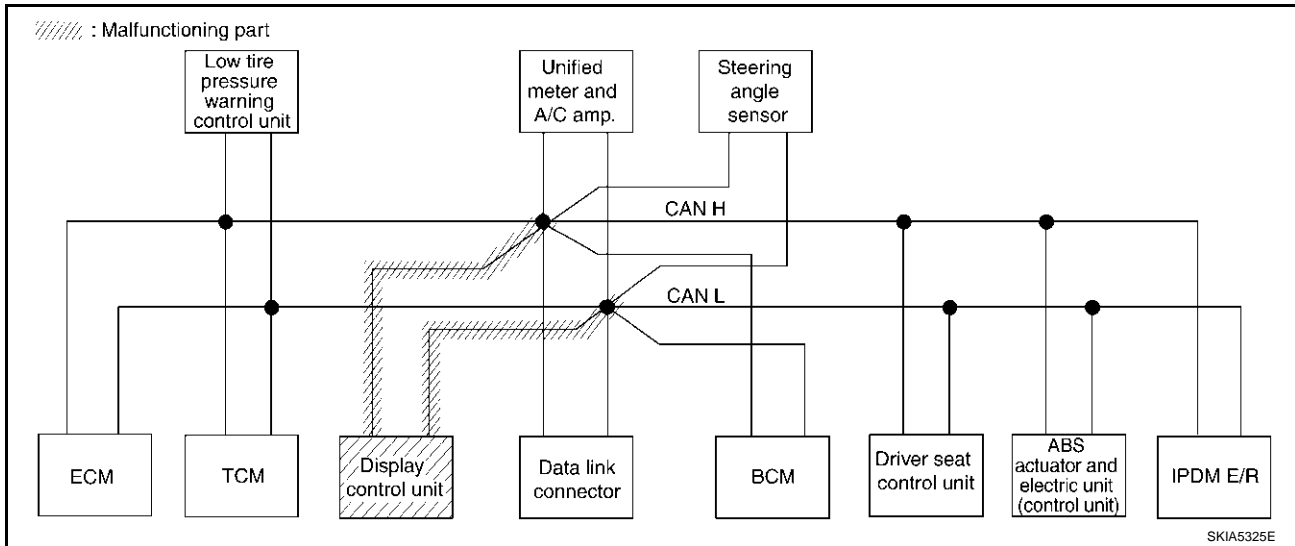 : Malfunctioning part
Low tire
pressure
warning
control unit
Unified
meter and
A/C amp.
Steering
angle
sensor
CAN H
CAN L
ECM
TCM
Display
control unit
Data link
connector
BCM
Driver seat
control unit
ABS
actuator and
electric unit
(control unit)
IPDM E/R
SKIA5325E